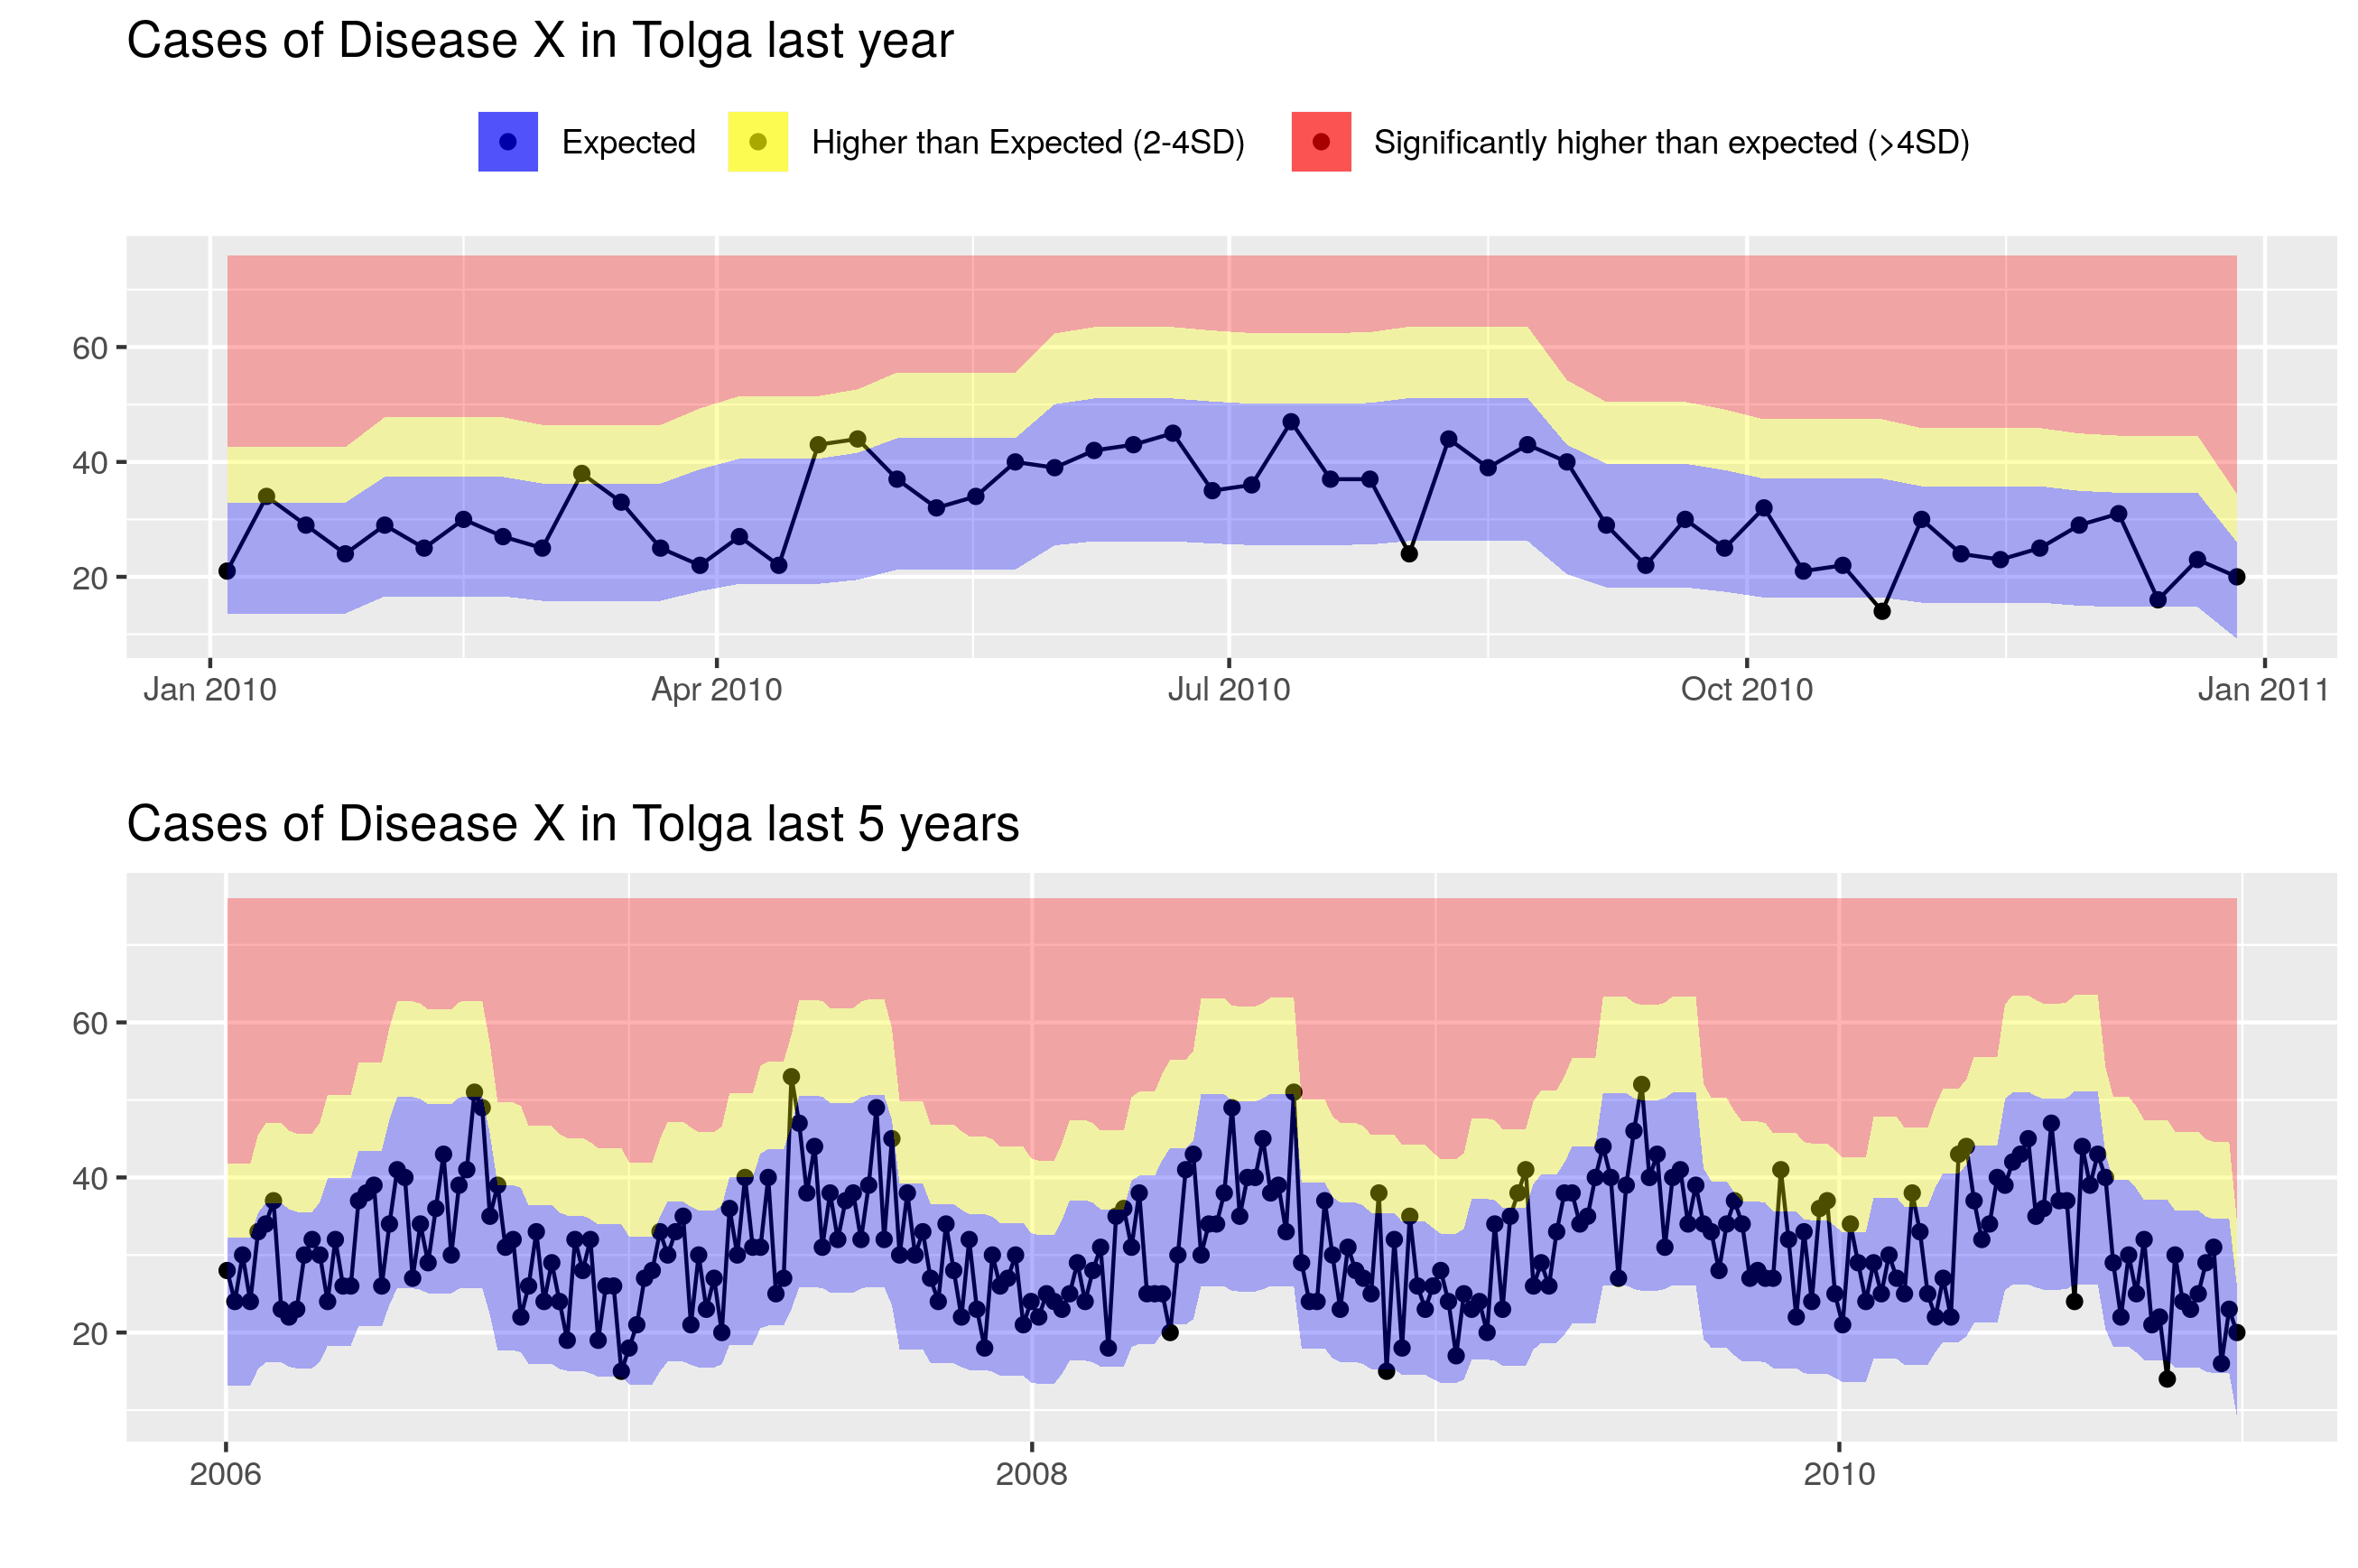 Cases of Disease X in Tolga last year
Expected Higher than Expected (2-4SD) Significantly higher than expected (>4SD)
60
40
20
Jan 2010 Apr 2010 Jul 2010 Oct 2010 Jan 2011
Cases of Disease X in Tolga last 5 years
60
40
20
2006 2008 2010